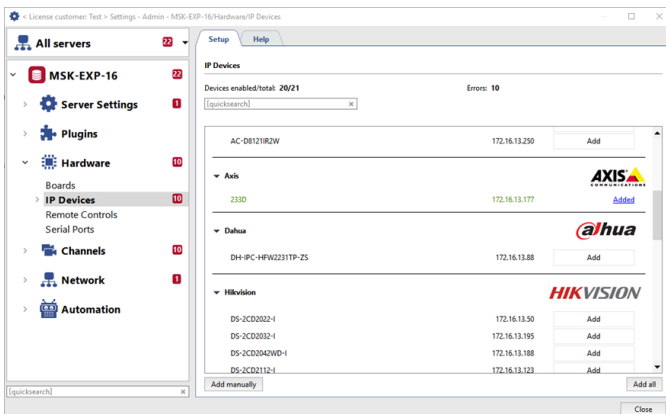 < License customer: Test > Settings - Admin - MSK-EXP-16/Hardware/IP Devices
All servers 22
MSK-EXP-16 22
Server Settings 1
Plugins
Hardware 10
Boards
IP Devices 10
Remote Controls
Serial Ports
Channels 10
Network 1
Automation
[quicksearch]
Setup Help
IP Devices
Devices enabled/total: 20/21 Errors: 10
[quicksearch]
AC-D8121IR2W 172.16.13.250 Add
Axis AXIS COMMUNICATIONS
233D 172.16.13.177 Added
Dahua alhua
DH-IPC-HFW2231TP-ZS 172.16.13.88 Add
Hikvision HIKVISION
DS-2CD2022-I 172.16.13.50 Add
DS-2CD2032-I 172.16.13.195 Add
DS-2CD2042WD-I 172.16.13.188 Add
DS-2CD2112-I 172.16.13.123 Add
Add manually Add all
Close